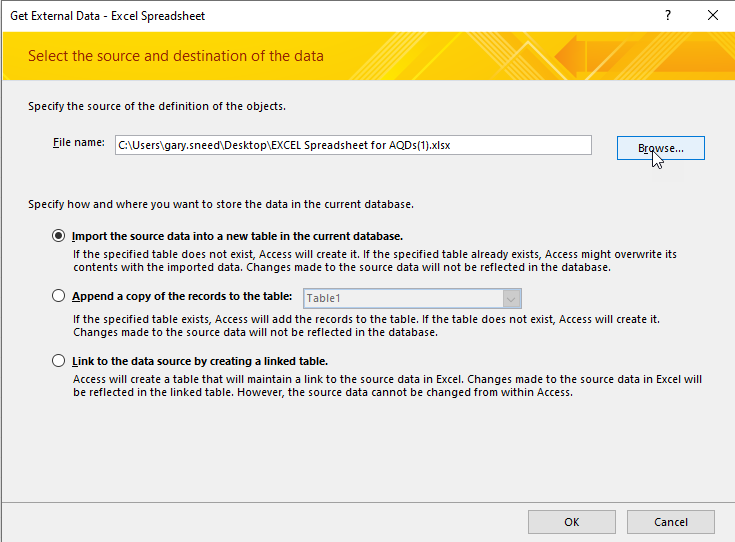 Get External Data - Excel Spreadsheet
?
Select the source and destination of the data
Specify the source of the definition of the objects.
File name:
C:\Users\gary.sneed\Desktop\EXCEL Spreadsheet for AQDs(1).xlsx
Browse...
Specify how and where you want to store the data in the current database.
Import the source data into a new table in the current database.
If the specified table does not exist, Access will create it. If the specified table already exists, Access might overwrite its
contents with the imported data. Changes made to the source data will not be reflected in the database.
Append a copy of the records to the table:
Table1
If the specified table exists, Access will add the records to the table. If the table does not exist, Access will create it.
Changes made to the source data will not be reflected in the database.
Link to the data source by creating a linked table.
Access will create a table that will maintain a link to the source data in Excel. Changes made to the source data in Excel will
be reflected in the linked table. However, the source data cannot be changed from within Access.
OK
Cancel